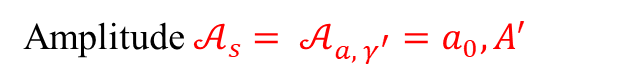 Amplitude 𝒜ₛ = 𝒜_{a, γ′} = a₀, A′